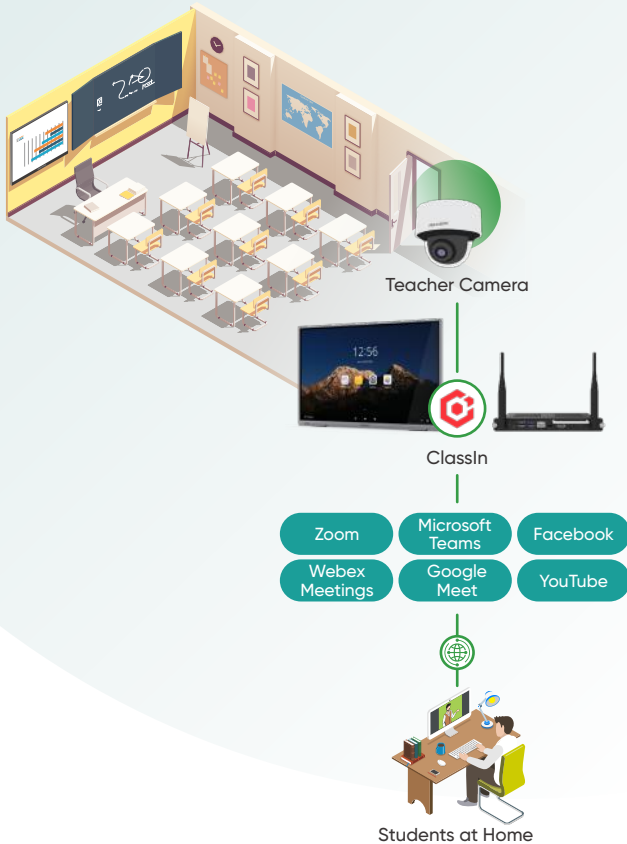 Teacher Camera
12:56
ClassIn
Zoom
Microsoft
Teams
Facebook
Webex
Meetings
Google
Meet
YouTube
Students at Home